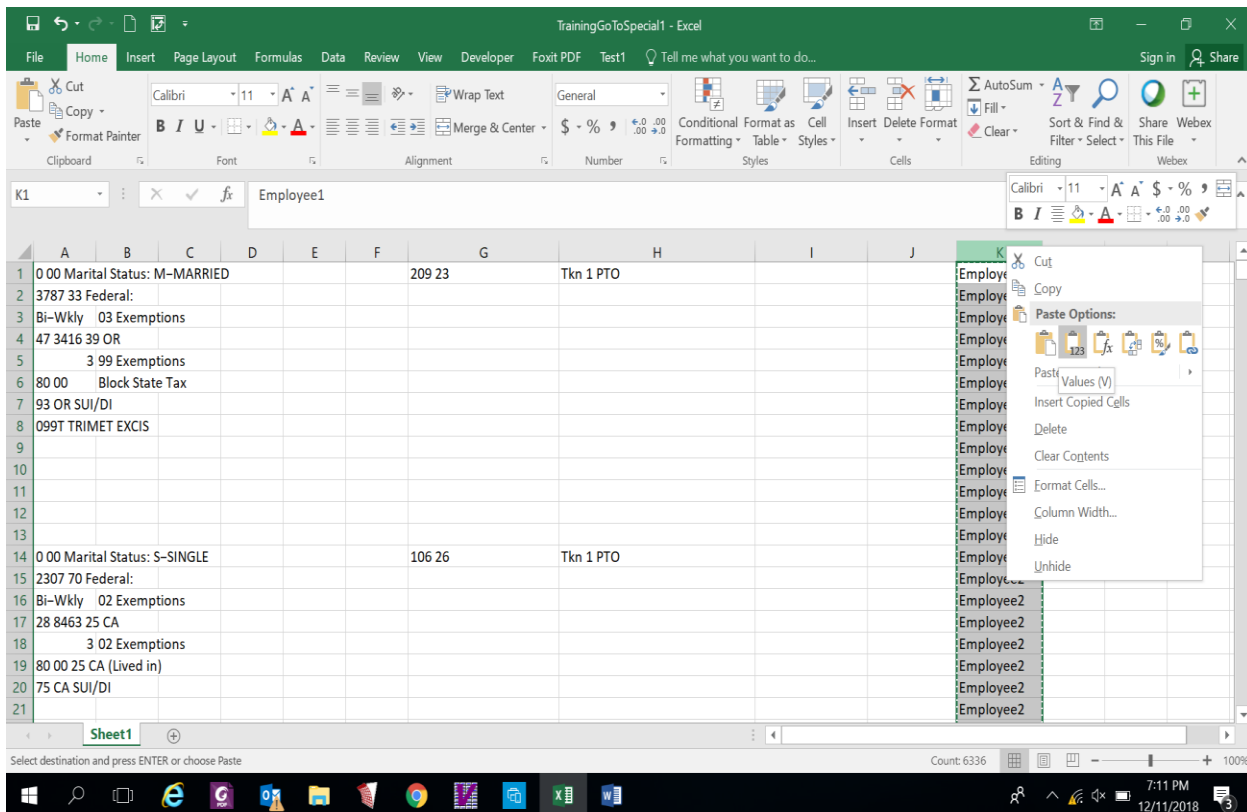 TrainingGoToSpecial1 - Excel
File Home Insert Page Layout Formulas Data Review View Developer Foxit PDF Test1 Tell me what you want to do... Sign in Share
Paste
Cut
Copy
Format Painter
Clipboard
Calibri 11
B I U
Font
Wrap Text
Merge & Center
Alignment
General
$ % , .00 .0
Number
Conditional Formatting
Format as Table
Cell Styles
Styles
Insert Delete Format
Cells
AutoSum
Fill
Clear
Sort & Filter
Find & Select
Editing
Share This File
Webex
Webex
K1 fx Employee1
Calibri 11 A A $ % ,
B I A
A B C D E F G H I J K
1 0 00 Marital Status: M−MARRIED 209 23 Tkn 1 PTO
2 3787 33 Federal:
3 Bi−Wkly 03 Exemptions
4 47 3416 39 OR
5 3 99 Exemptions
6 80 00 Block State Tax
7 93 OR SUI/DI
8 099T TRIMET EXCIS
9
10
11
12
13
14 0 00 Marital Status: S−SINGLE 106 26 Tkn 1 PTO
15 2307 70 Federal:
16 Bi−Wkly 02 Exemptions Employee2
17 28 8463 25 CA Employee2
18 3 02 Exemptions Employee2
19 80 00 25 CA (Lived in) Employee2
20 75 CA SUI/DI Employee2
21 Employee2
Cut
Copy
Paste Options:
123 fx %
Values (V)
Insert Copied Cells
Delete
Clear Contents
Format Cells...
Column Width...
Hide
Unhide
Sheet1
Select destination and press ENTER or choose Paste Count: 6336 100%
7:11 PM
12/11/2018
3